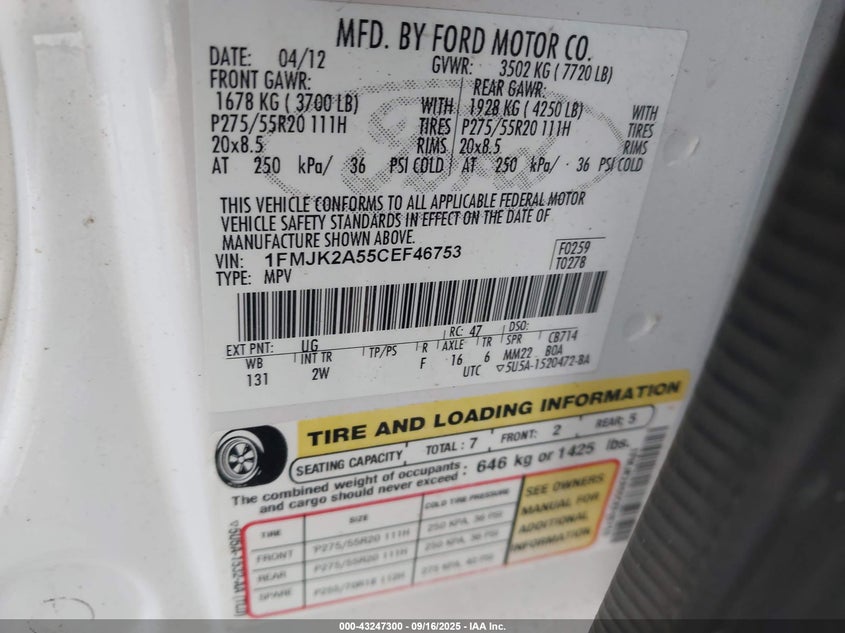 MFD. BY FORD MOTOR CO.
DATE: 04/12 GVWR: 3502 KG ( 7720 LB)
FRONT GAWR: REAR GAWR:
1678 KG ( 3700 LB) WITH 1928 KG ( 4250 LB) WITH
P275/55R20 111H TIRES P275/55R20 111H TIRES
20x8.5 RIMS 20x8.5 RIMS
AT 250 kPa/ 36 PSI COLD AT 250 kPa/ 36 PSI COLD
THIS VEHICLE CONFORMS TO ALL APPLICABLE FEDERAL MOTOR
VEHICLE SAFETY STANDARDS IN EFFECT ON THE DATE OF
MANUFACTURE SHOWN ABOVE.
VIN: 1FMJK2A55CEF46753 F0259
TYPE: MPV T0278
EXT PNT: UG RC: 47 DSO:
WB INT TR TP/PS R AXLE TR SPR CB714
131 2W F 16 6 MM22 BOA
UTC ▽5U5A-1520472-BA
TIRE AND LOADING INFORMATION
SEATING CAPACITY TOTAL : 7 FRONT: 2 REAR: 5
The combined weight of occupants and cargo should never exceed : 646 kg or 1425 lbs.
TIRE SIZE COLD TIRE PRESSURE
FRONT P275/55R20 111H 250 KPA, 36 PSI
REAR P275/55R20 111H 250 KPA, 36 PSI
SPARE
SEE OWNERS
MANUAL FOR
ADDITIONAL
INFORMATION
000-43247300 - 09/16/2025 - IAA Inc.